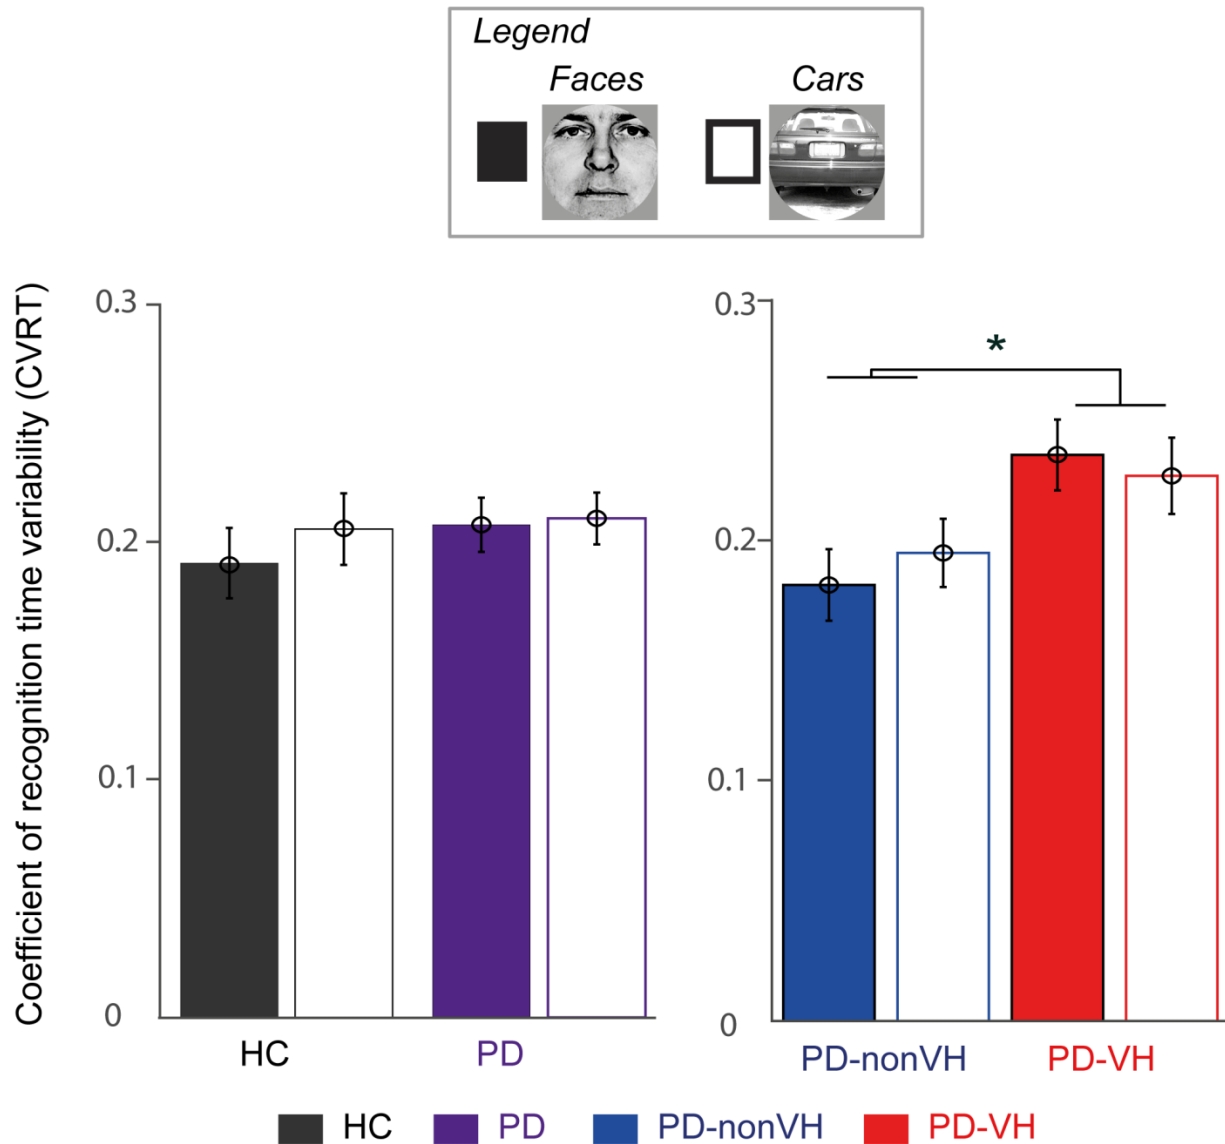 Legend
Faces Cars
Coefficient of recognition time variability (CVRT)
0.3
0.2
0.1
0
HC PD
0.3
*
0.2
0.1
0
PD-nonVH PD-VH
HC PD PD-nonVH PD-VH